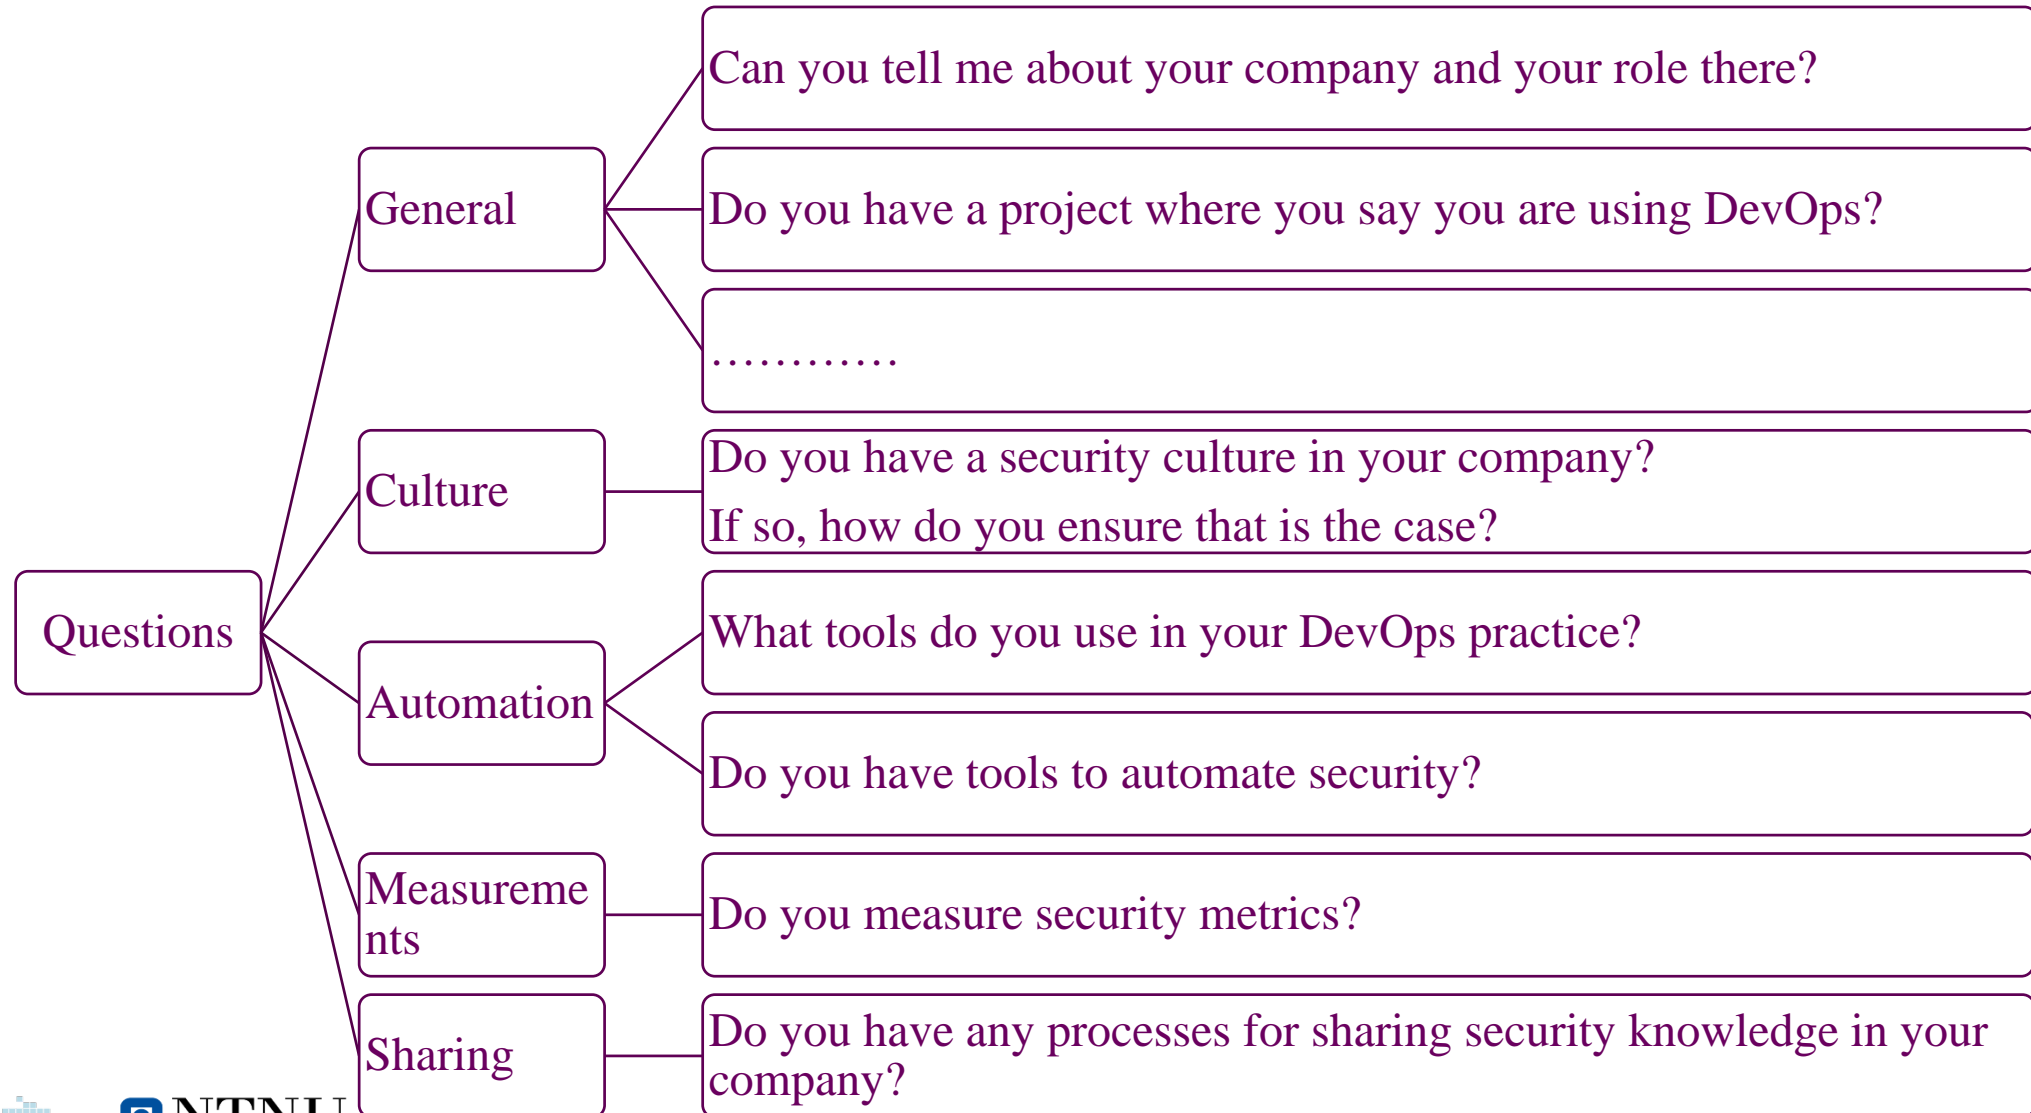 Can you tell me about your company and your role there?
General
Do you have a project where you say you are using DevOps?
…………
Culture
Do you have a security culture in your company?
If so, how do you ensure that is the case?
Questions
Automation
What tools do you use in your DevOps practice?
Do you have tools to automate security?
Measureme
nts
Do you measure security metrics?
Sharing
Do you have any processes for sharing security knowledge in your
company?
NTNU